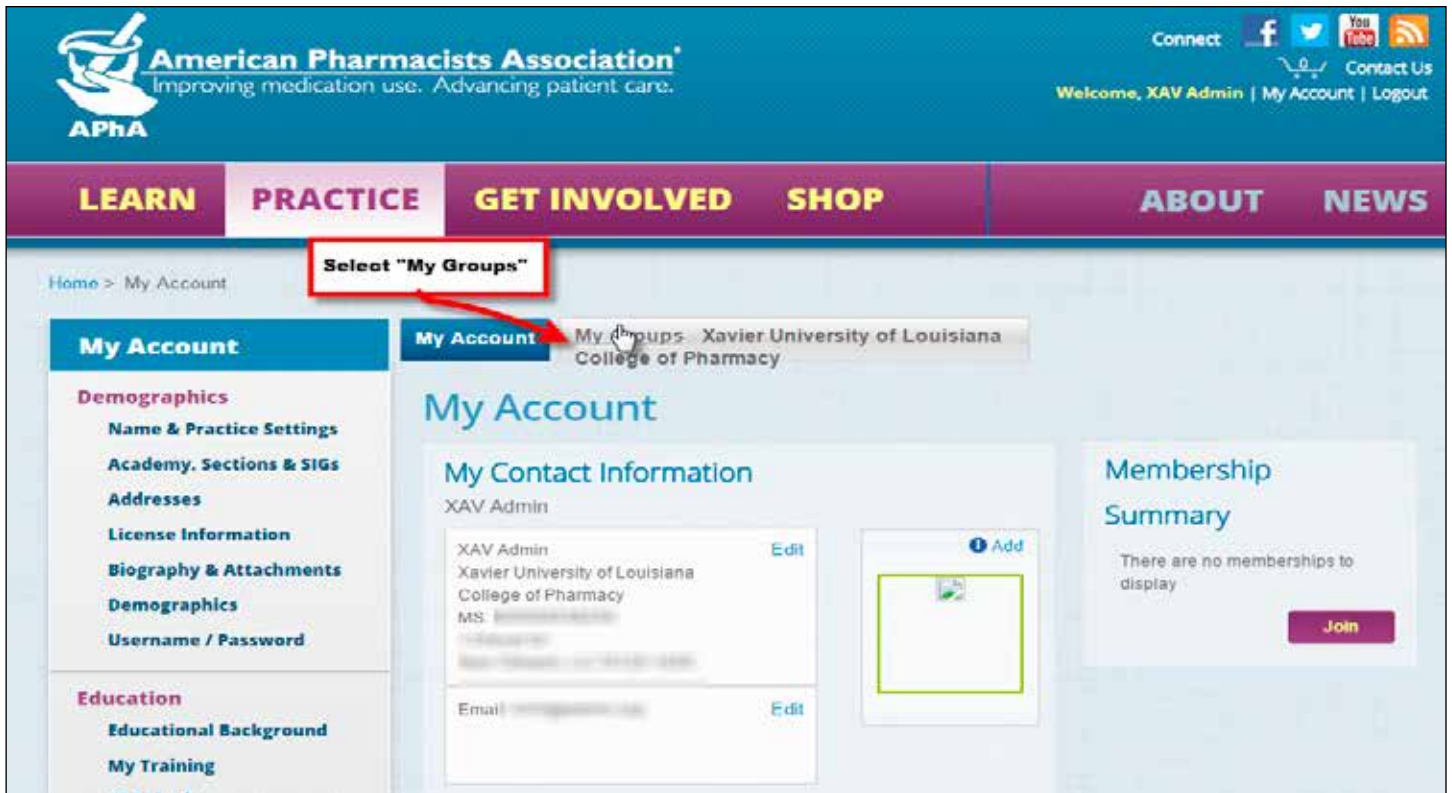 American Pharmacists Association®
Improving medication use. Advancing patient care.
APhA
Connect
f
You Tube
Contact Us
Welcome, XAV Admin | My Account | Logout
LEARN PRACTICE GET INVOLVED SHOP ABOUT NEWS
Select "My Groups"
Home > My Account
My Account
Demographics
Name & Practice Settings
Academy, Sections & SIGs
Addresses
License Information
Biography & Attachments
Demographics
Username / Password
Education
Educational Background
My Training
My Account
My Groups Xavier University of Louisiana
College of Pharmacy
My Account
My Contact Information
XAV Admin
XAV Admin Edit
Xavier University of Louisiana
College of Pharmacy
MS
Email Edit
Add
Membership
Summary
There are no memberships to
display
Join